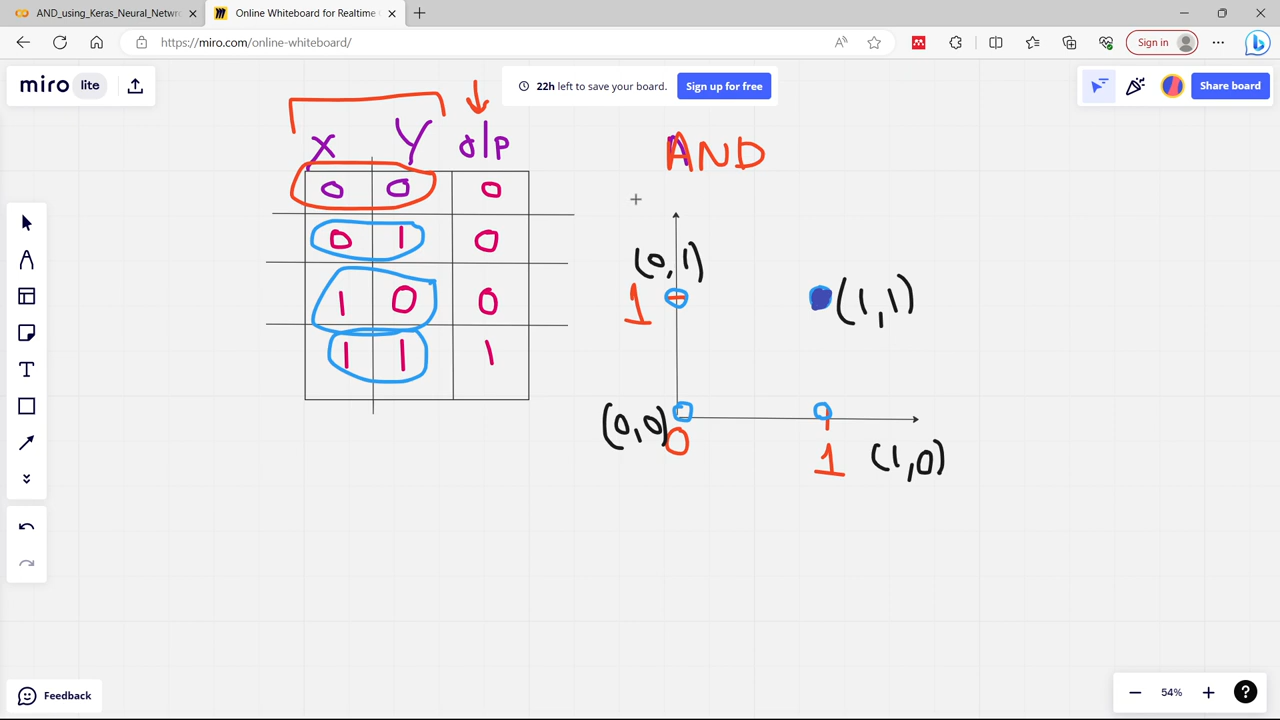 AND_using_Keras_Neural_Netwro
Online Whiteboard for Realtime
https://miro.com/online-whiteboard/
Sign in
miro lite
22h left to save your board.
Sign up for free
Share board
X Y o|p
0 0 0
0 1 0
1 0 0
1 1 1
AND
(0,1)
1
(1,1)
(0,0)
0
1 (1,0)
Feedback
54%
?